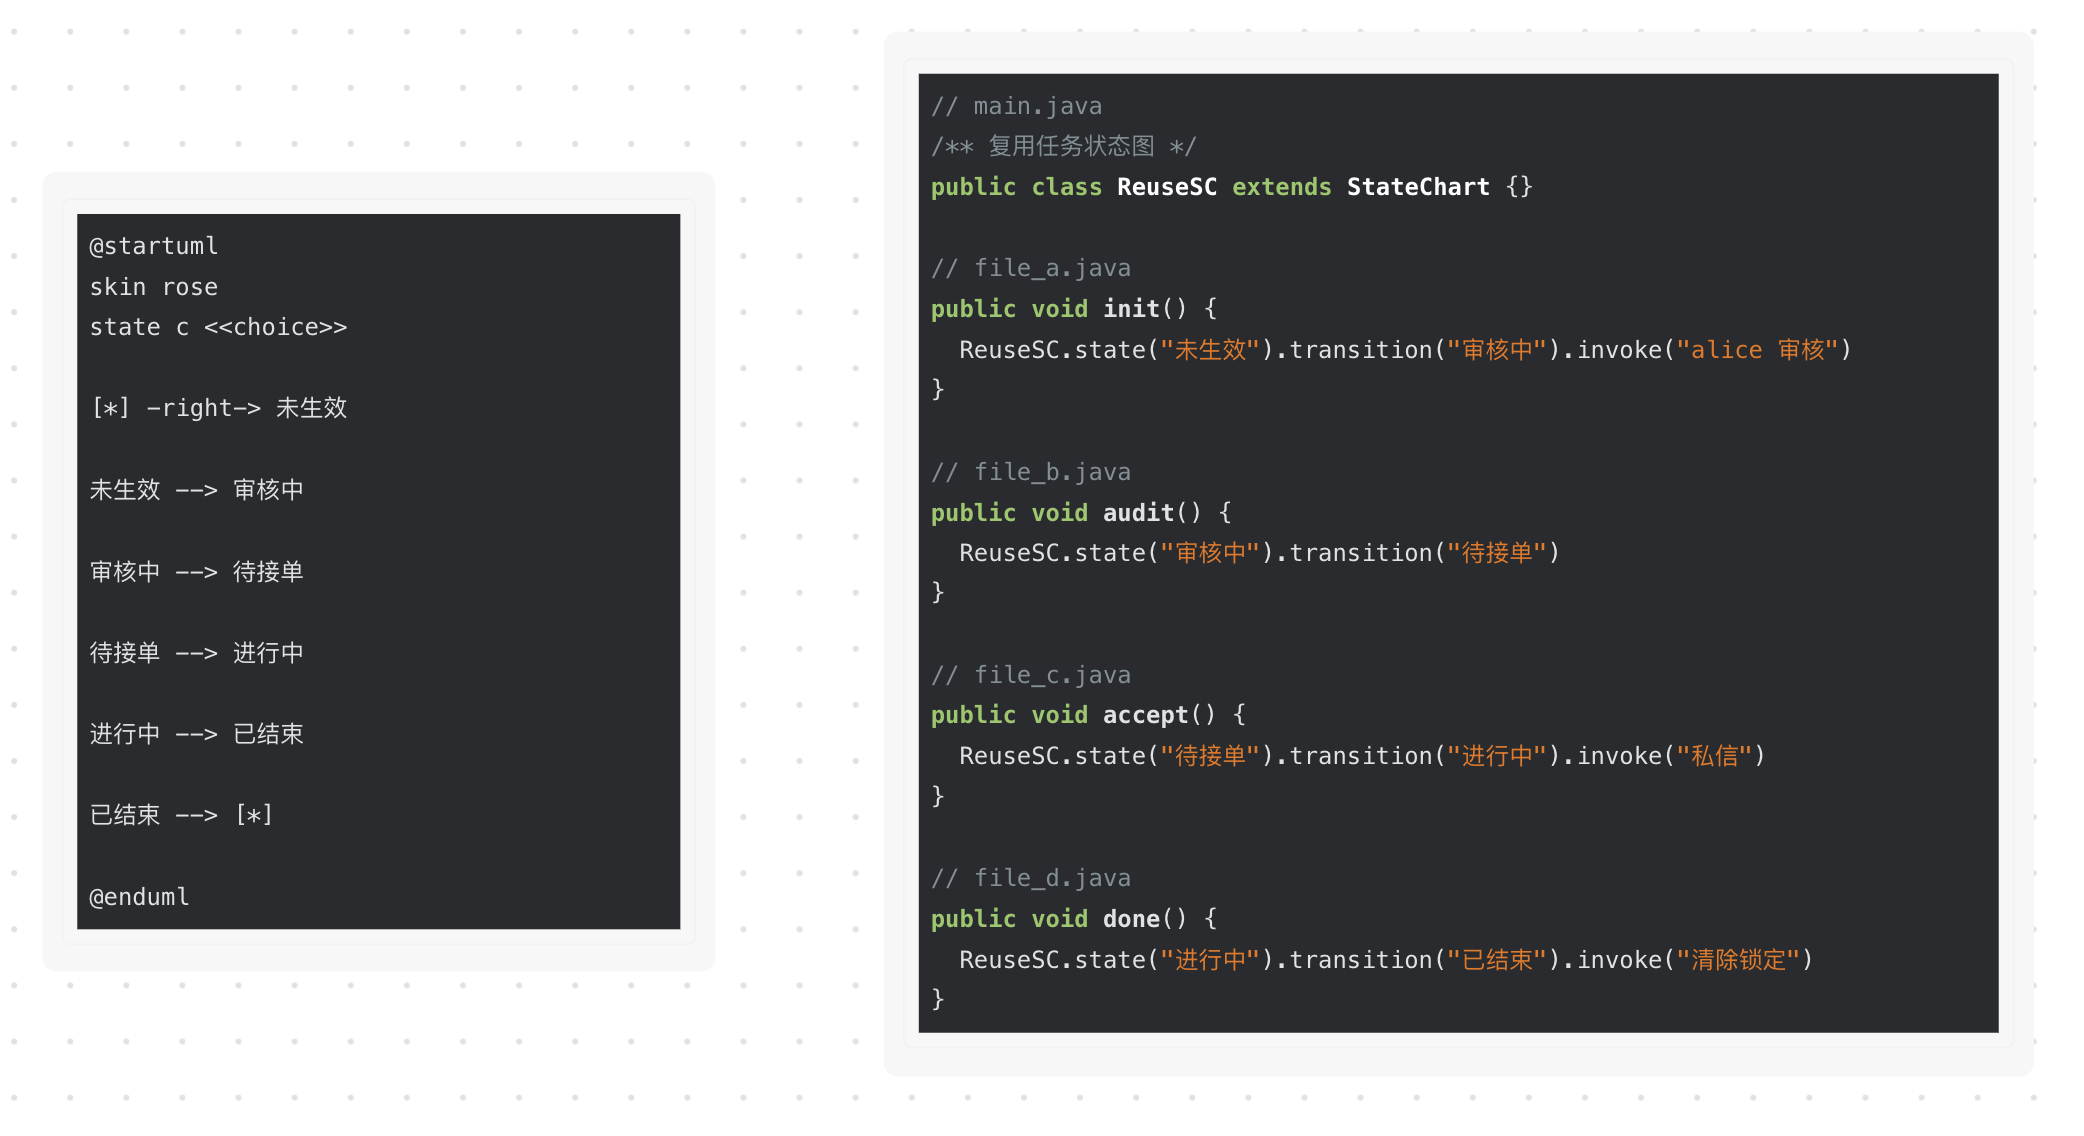 @startuml
skin rose
state c <<choice>>
[*] -right-> 未生效
未生效 --> 审核中
审核中 --> 待接单
待接单 --> 进行中
进行中 --> 已结束
已结束 --> [*]
@enduml
// main.java
/** 复用任务状态图 */
public class ReuseSC extends StateChart {}
// file_a.java
public void init() {
  ReuseSC.state("未生效").transition("审核中").invoke("alice 审核")
}
// file_b.java
public void audit() {
  ReuseSC.state("审核中").transition("待接单")
}
// file_c.java
public void accept() {
  ReuseSC.state("待接单").transition("进行中").invoke("私信")
}
// file_d.java
public void done() {
  ReuseSC.state("进行中").transition("已结束").invoke("清除锁定")
}